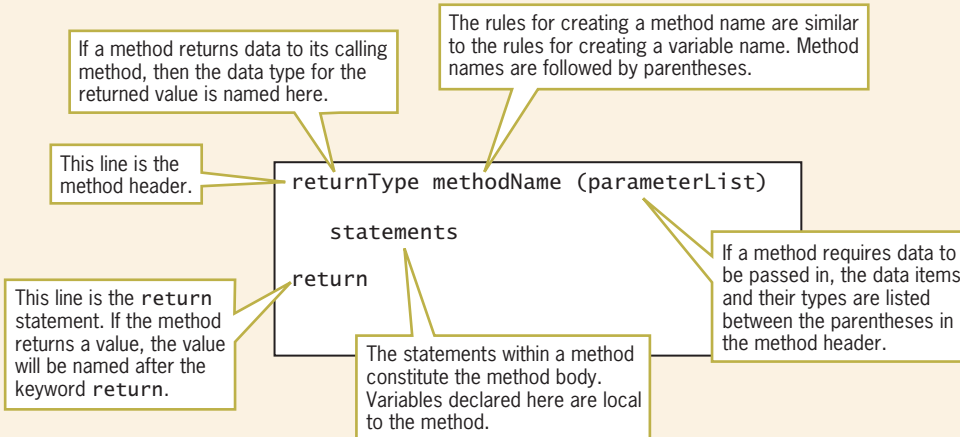 If a method returns data to its calling
method, then the data type for the
returned value is named here.
The rules for creating a method name are similar
to the rules for creating a variable name. Method
names are followed by parentheses.
This line is the
method header.
returnType methodName (parameterList)
statements
return
If a method requires data to
be passed in, the data items
and their types are listed
between the parentheses in
the method header.
This line is the return
statement. If the method
returns a value, the value
will be named after the
keyword return.
The statements within a method
constitute the method body.
Variables declared here are local
to the method.